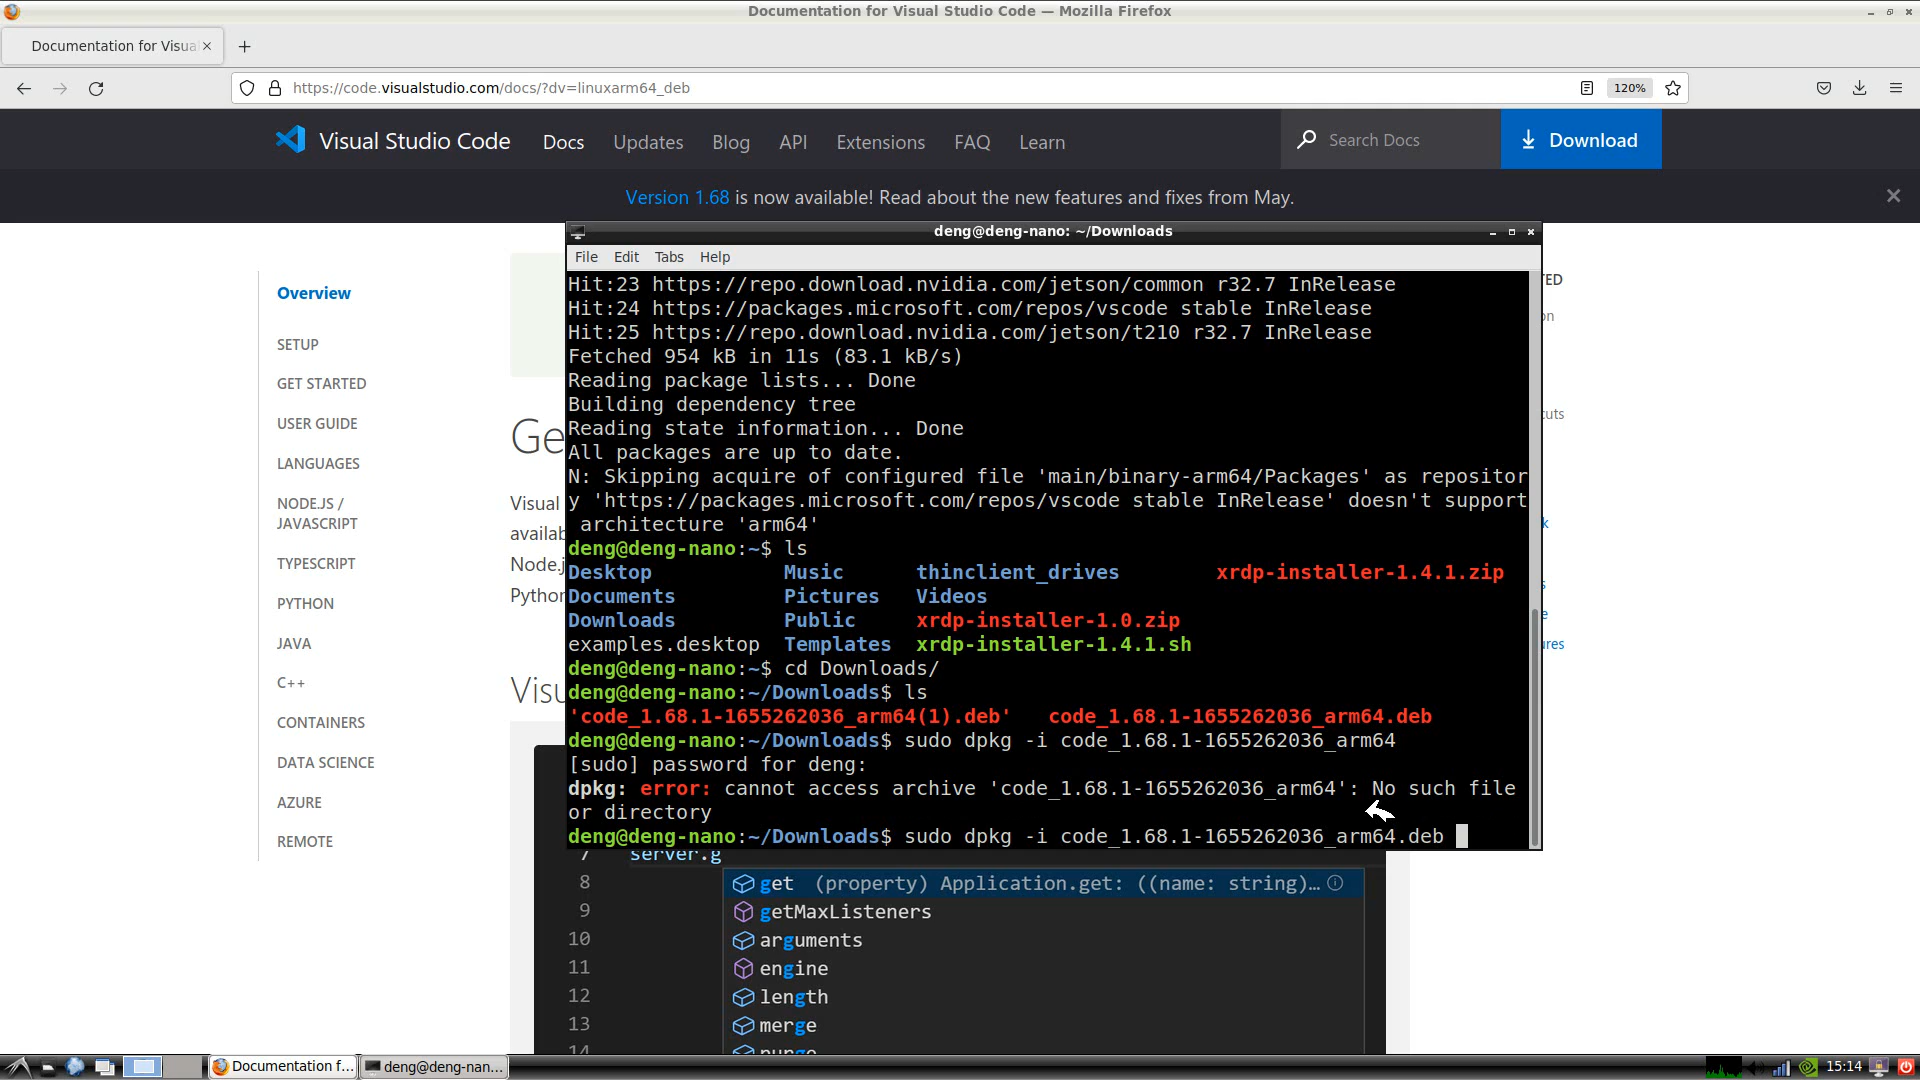 Documentation for Visual Studio Code — Mozilla Firefox
Documentation for Visua
https://code.visualstudio.com/docs/?dv=linuxarm64_deb
120%
Visual Studio Code
Docs
Updates
Blog
API
Extensions
FAQ
Learn
Search Docs
Download
Version 1.68 is now available! Read about the new features and fixes from May.
Overview
SETUP
GET STARTED
USER GUIDE
LANGUAGES
NODE.JS /
JAVASCRIPT
TYPESCRIPT
PYTHON
JAVA
C++
CONTAINERS
DATA SCIENCE
AZURE
REMOTE
Ge
Visual
availab
Node.j
Python
Visu
deng@deng-nano: ~/Downloads
File Edit Tabs Help
Hit:23 https://repo.download.nvidia.com/jetson/common r32.7 InRelease
Hit:24 https://packages.microsoft.com/repos/vscode stable InRelease
Hit:25 https://repo.download.nvidia.com/jetson/t210 r32.7 InRelease
Fetched 954 kB in 11s (83.1 kB/s)
Reading package lists... Done
Building dependency tree
Reading state information... Done
All packages are up to date.
N: Skipping acquire of configured file 'main/binary-arm64/Packages' as repositor
y 'https://packages.microsoft.com/repos/vscode stable InRelease' doesn't support
architecture 'arm64'
deng@deng-nano:~$ ls
Desktop Music thinclient_drives xrdp-installer-1.4.1.zip
Documents Pictures Videos
Downloads Public xrdp-installer-1.0.zip
examples.desktop Templates xrdp-installer-1.4.1.sh
deng@deng-nano:~$ cd Downloads/
deng@deng-nano:~/Downloads$ ls
'code_1.68.1-1655262036_arm64(1).deb' code_1.68.1-1655262036_arm64.deb
deng@deng-nano:~/Downloads$ sudo dpkg -i code_1.68.1-1655262036_arm64
[sudo] password for deng:
dpkg: error: cannot access archive 'code_1.68.1-1655262036_arm64': No such file
or directory
deng@deng-nano:~/Downloads$ sudo dpkg -i code_1.68.1-1655262036_arm64.deb
ED
on
cuts
k
s
e
ures
7 server.g
8 get (property) Application.get: ((name: string)…
9 getMaxListeners
10 arguments
11 engine
12 length
13 merge
14
Documentation f...
deng@deng-nan...
15:14